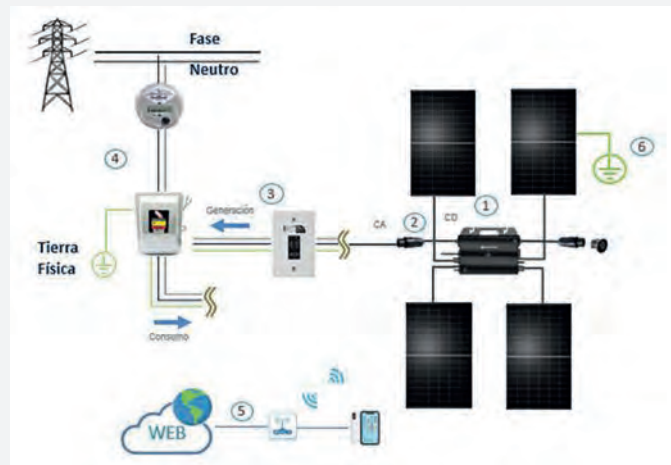 Fase
Neutro
4
3
Generación
Tierra
Física
Consumo
CA
2
CD
1
6
WEB
5